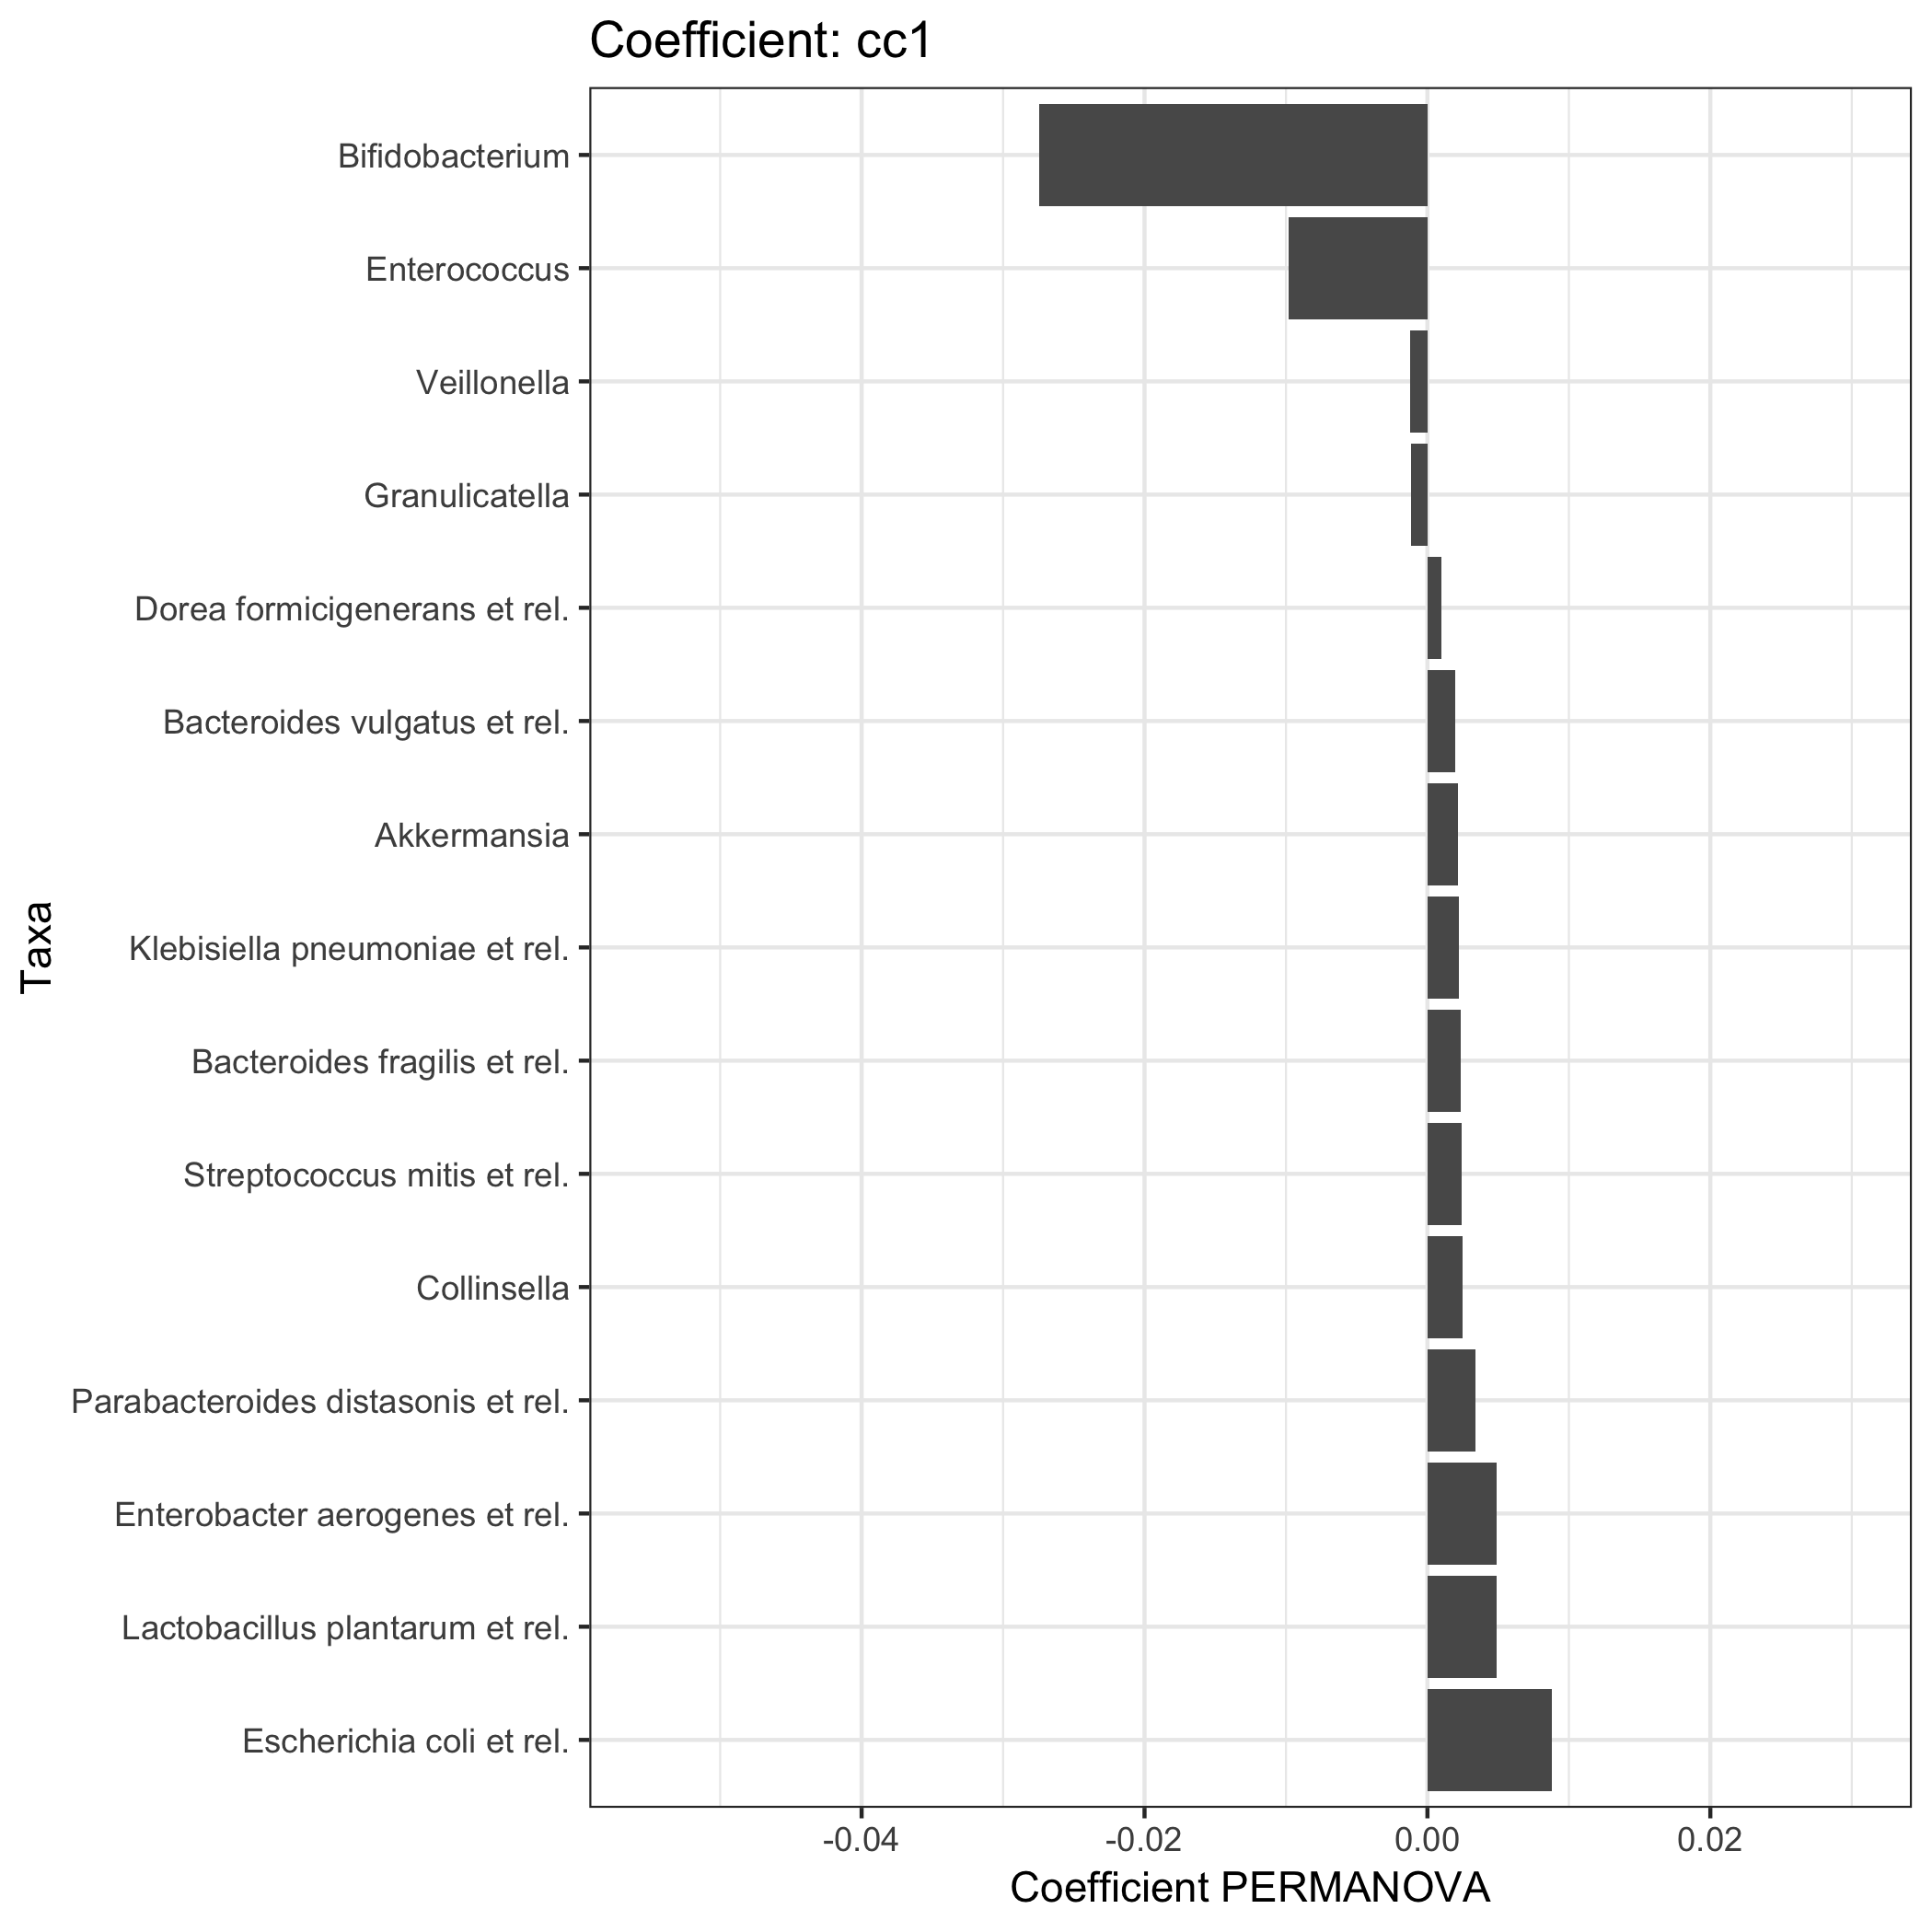 Coefficient: cc1
Bifidobacterium
Enterococcus
Veillonella
Granulicatella
Dorea formicigenerans et rel.
Bacteroides vulgatus et rel.
Akkermansia
Klebisiella pneumoniae et rel.
Bacteroides fragilis et rel.
Streptococcus mitis et rel.
Collinsella
Parabacteroides distasonis et rel.
Enterobacter aerogenes et rel.
Lactobacillus plantarum et rel.
Escherichia coli et rel.
Taxa
-0.04 -0.02 0.00 0.02
Coefficient PERMANOVA